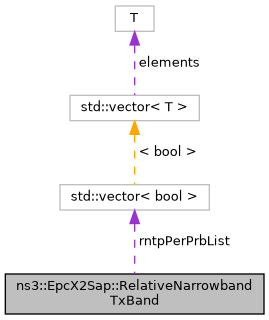 T
elements
std::vector< T >
< bool >
std::vector< bool >
rntpPerPrbList
ns3::EpcX2Sap::RelativeNarrowband
TxBand